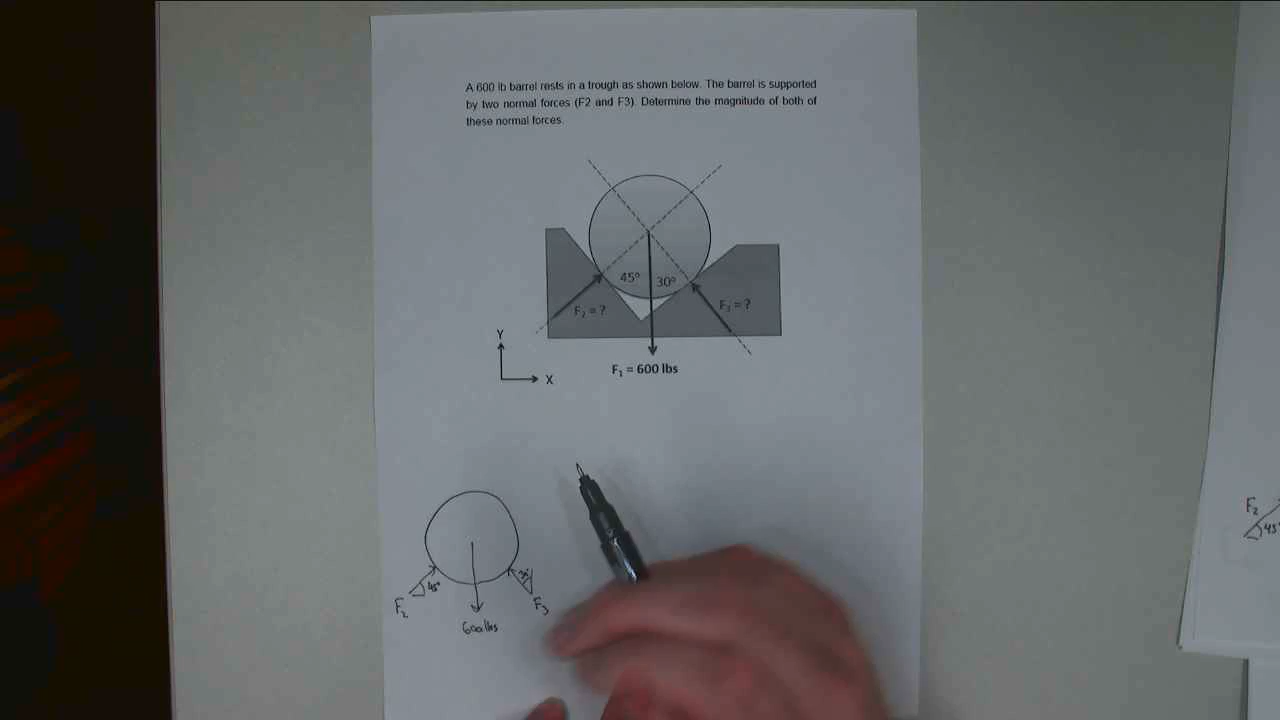 A 600 lb barrel rests in a trough as shown below. The barrel is supported
by two normal forces (F2 and F3). Determine the magnitude of both of
these normal forces.
45° 30°
F₂ = ? F₃ = ?
Y
X
F₁ = 600 lbs
F₂
45°
45° 30°
F₂ F₃
600 lbs